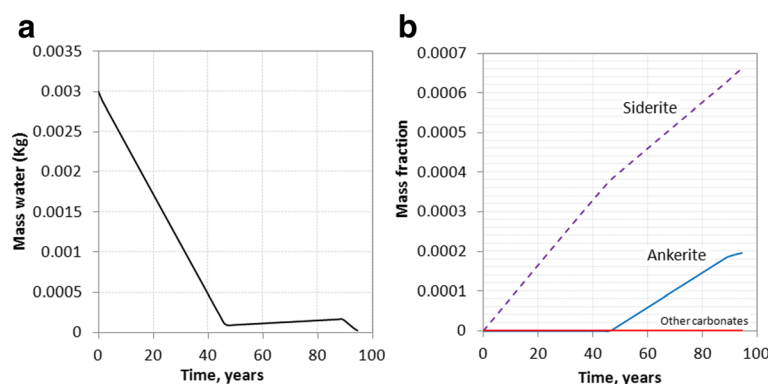 a
0.0035
0.003
0.0025
0.002
0.0015
0.001
0.0005
0
Mass water (Kg)
0 20 40 60 80 100
Time, years
b
0.0007
0.0006
0.0005
0.0004
0.0003
0.0002
0.0001
0
Mass fraction
Siderite
Ankerite
Other carbonates
0 20 40 60 80 100
Time, years